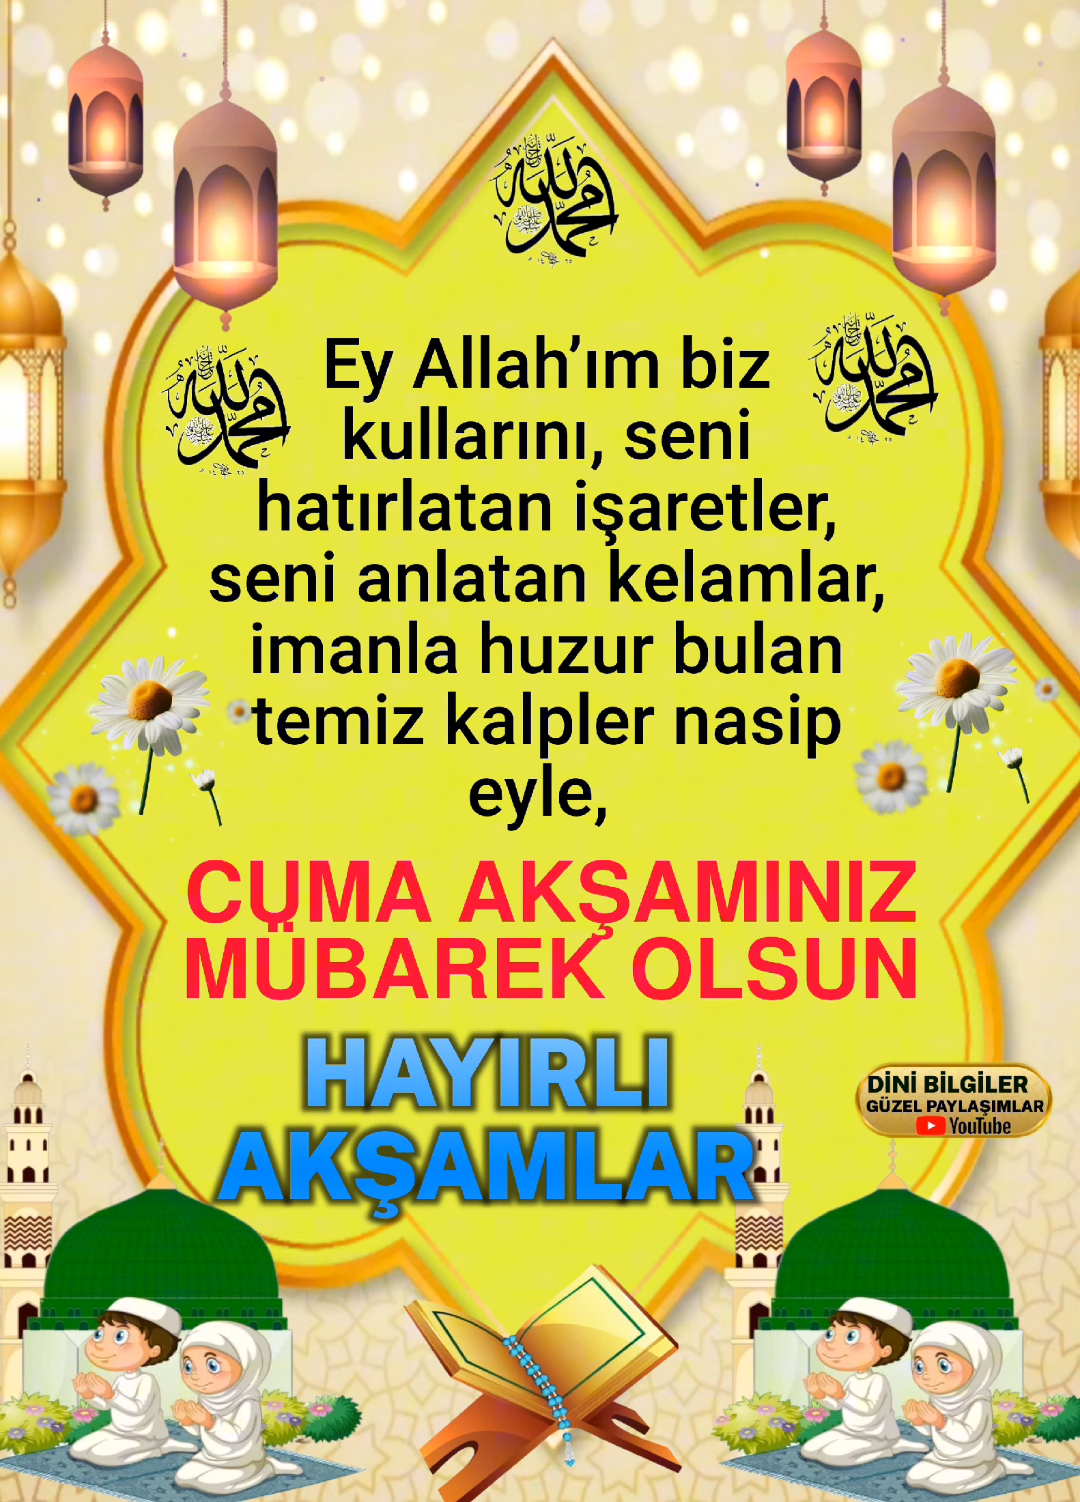 Ey Allah’ım biz
kullarını, seni
hatırlatan işaretler,
seni anlatan kelamlar,
imanla huzur bulan
temiz kalpler nasip
eyle,
CUMA AKŞAMINIZ
MÜBAREK OLSUN
HAYIRLI
AKŞAMLAR
DİNİ BİLGİLER
GÜZEL PAYLAŞIMLAR
YouTube